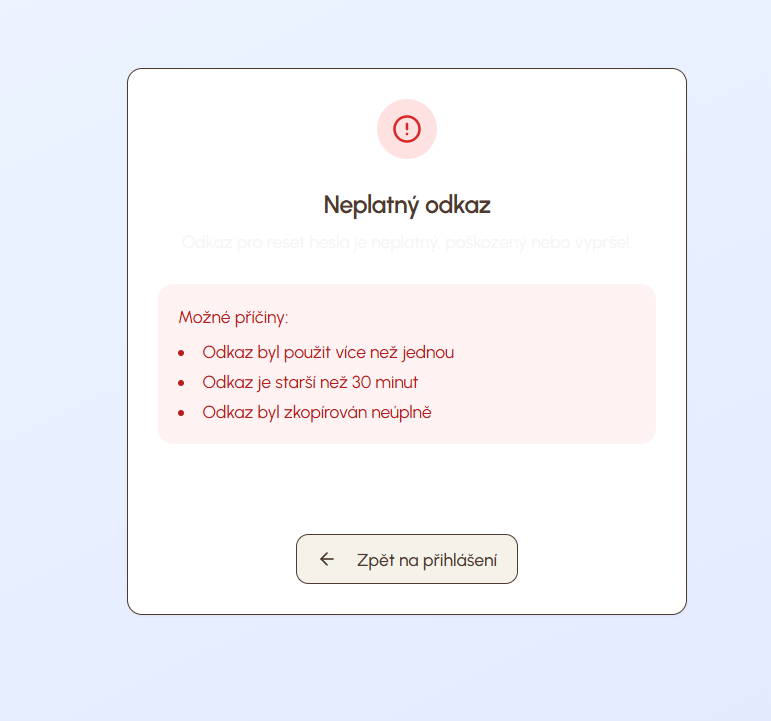 Neplatný odkaz
Odkaz pro reset hesla je neplatný, poškozený nebo vypršel.
Možné příčiny:
Odkaz byl použit více než jednou
Odkaz je starší než 30 minut
Odkaz byl zkopírován neúplně
Zpět na přihlášení